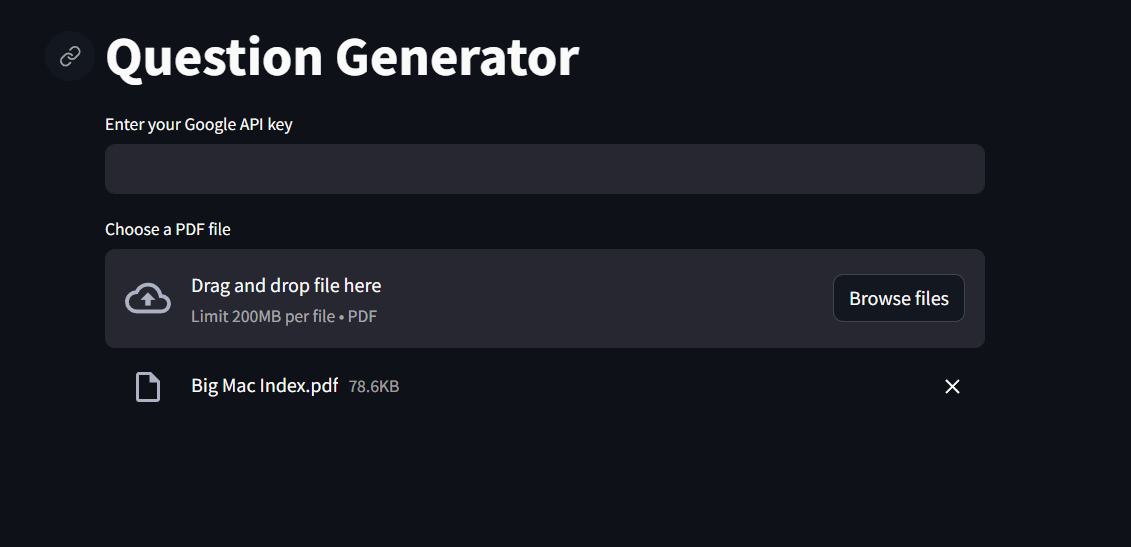 Question Generator
Enter your Google API key
Choose a PDF file
Drag and drop file here
Limit 200MB per file • PDF
Browse files
Big Mac Index.pdf 78.6KB